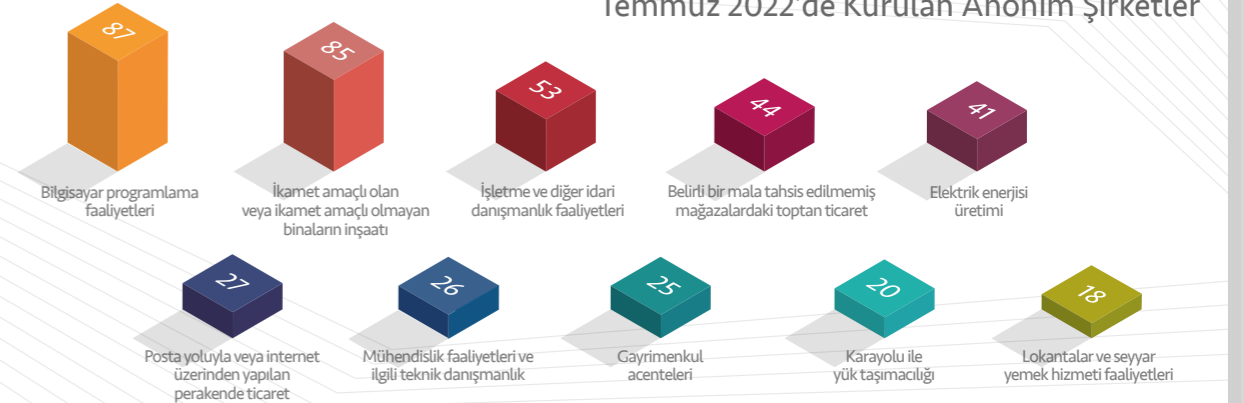 Temmuz 2022'de Kurulan Anonim Şirketler
87
Bilgisayar programlama
faaliyetleri
85
İkamet amaçlı olan
veya ikamet amaçlı olmayan
binaların inşaatı
53
İşletme ve diğer idari
danışmanlık faaliyetleri
44
Belirli bir mala tahsis edilmemiş
mağazalardaki toptan ticaret
41
Elektrik enerjisi
üretimi
27
Posta yoluyla veya internet
üzerinden yapılan
perakende ticaret
26
Mühendislik faaliyetleri ve
ilgili teknik danışmanlık
25
Gayrimenkul
acenteleri
20
Karayolu ile
yük taşımacılığı
18
Lokantalar ve seyyar
yemek hizmeti faaliyetleri